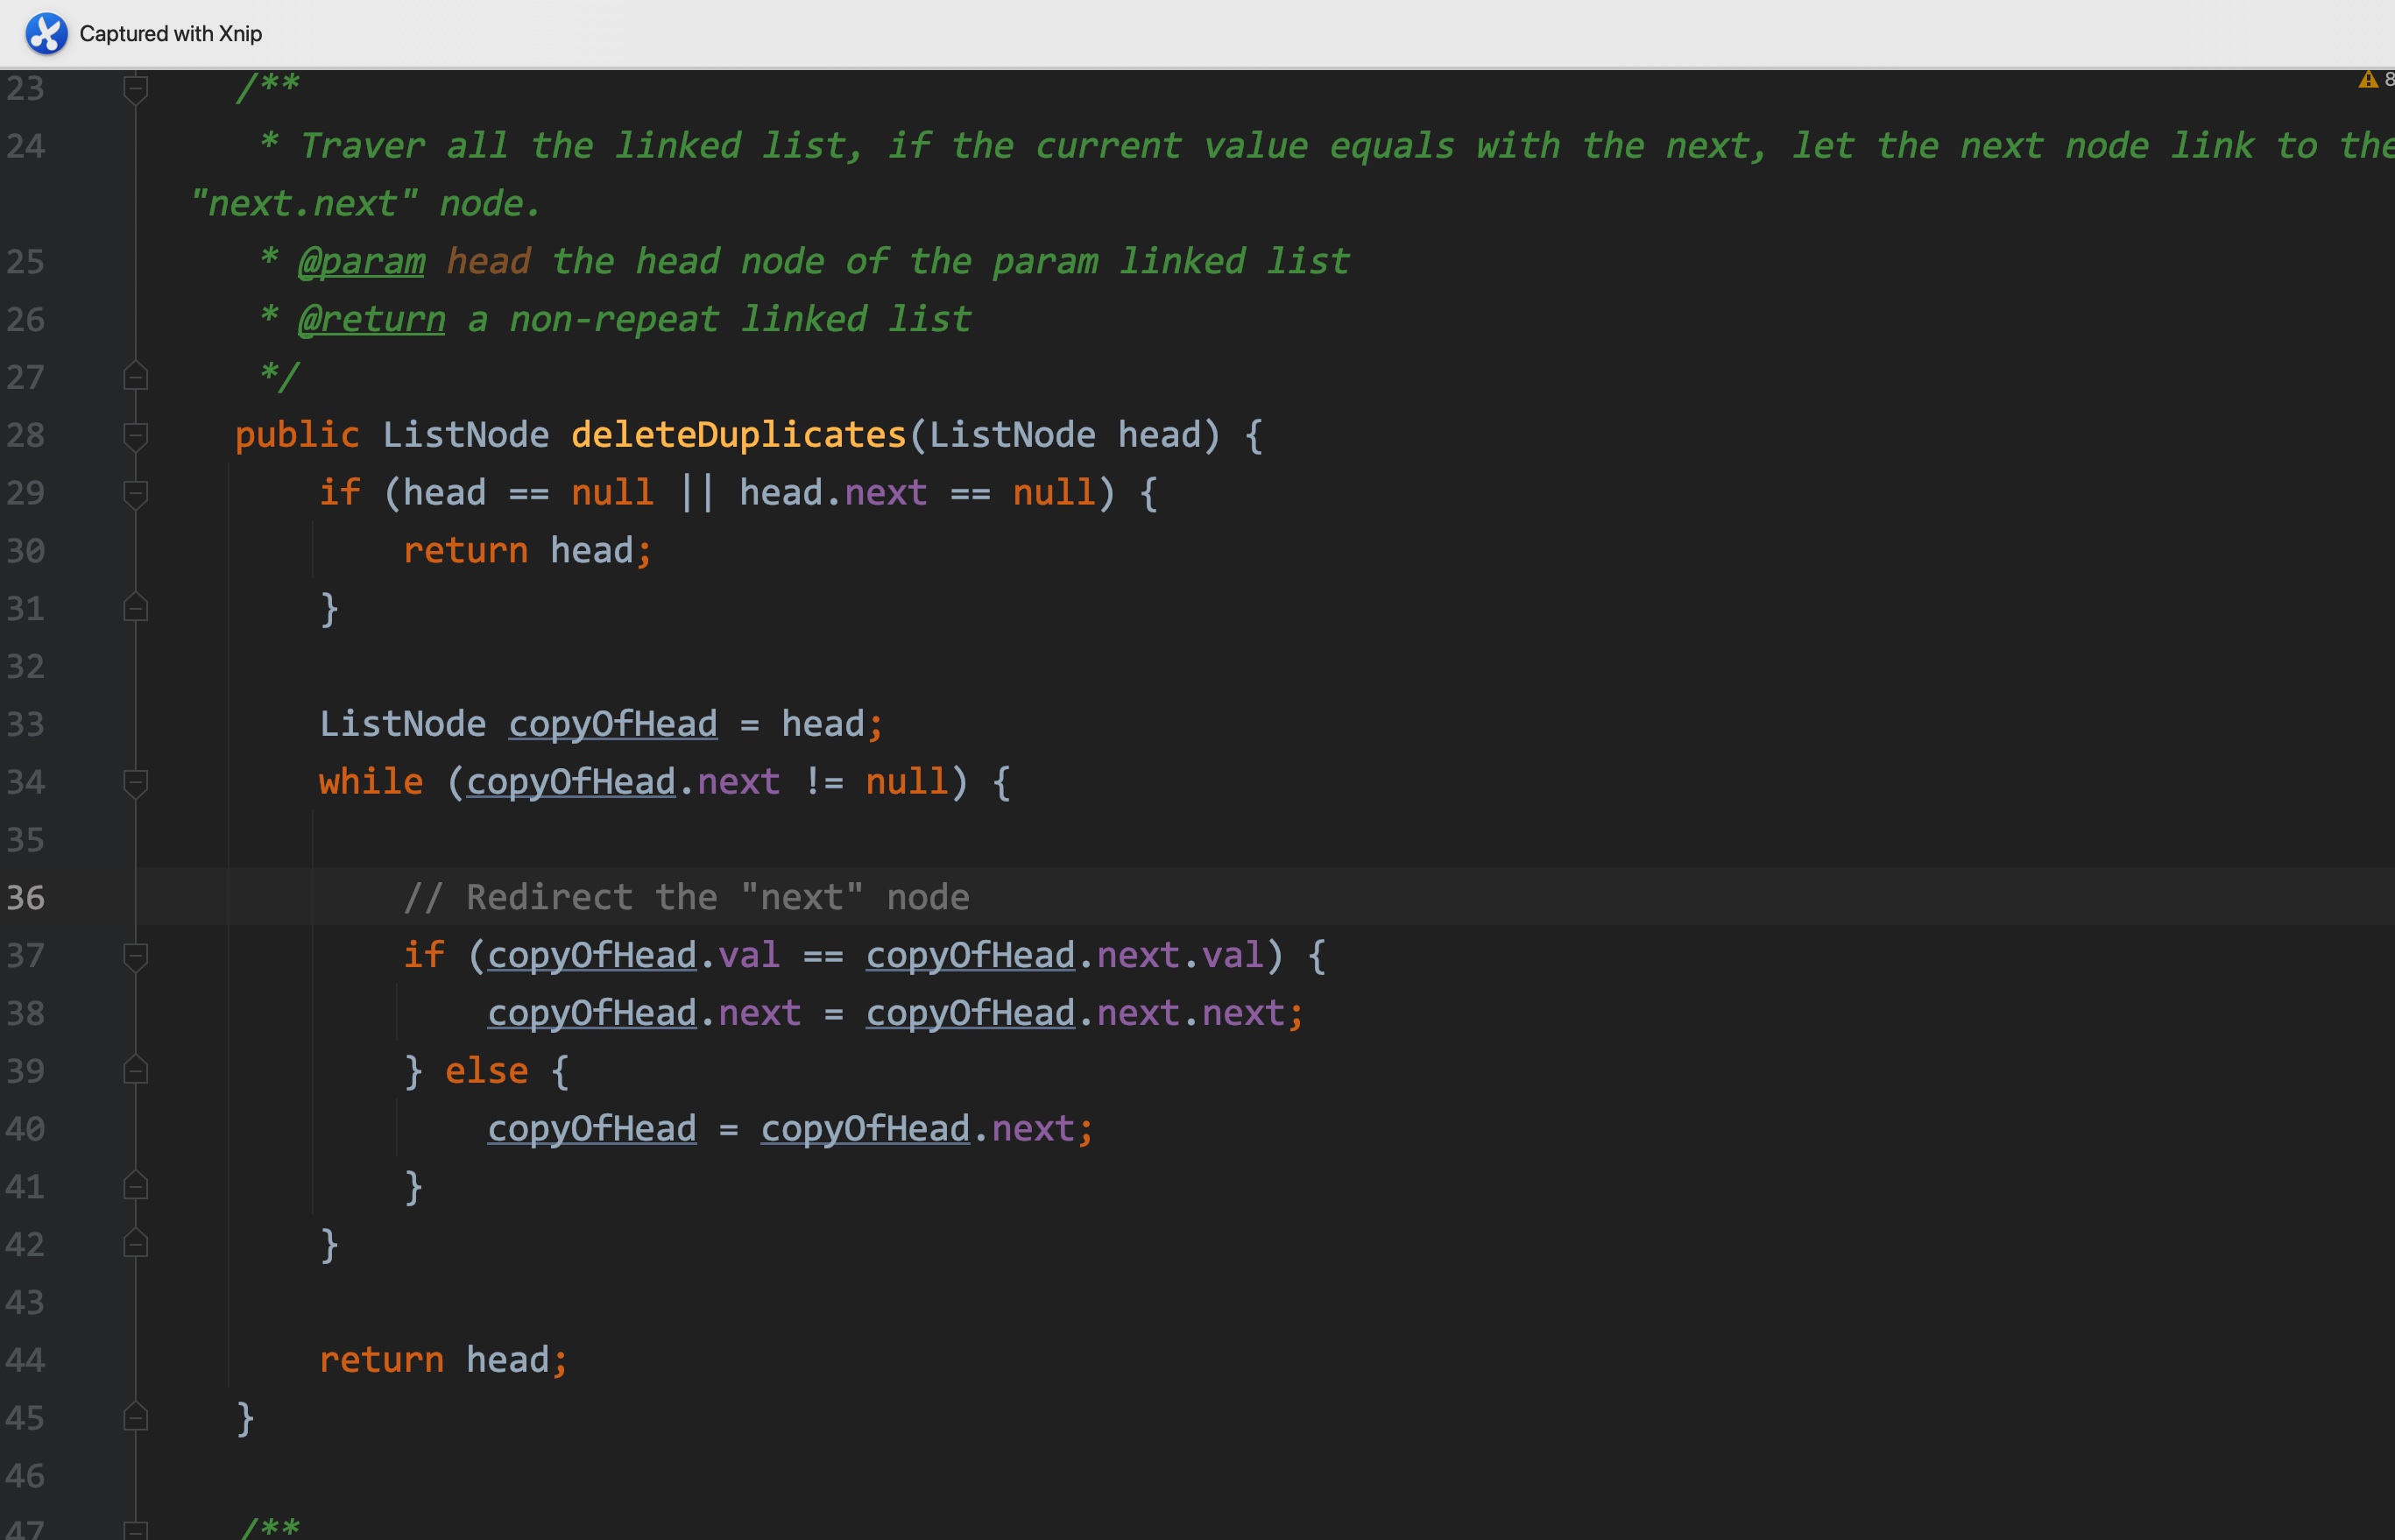 Captured with Xnip
23 /**
8
24 * Traver all the linked list, if the current value equals with the next, let the next node link to the
"next.next" node.
25 * @param head the head node of the param linked list
26 * @return a non-repeat linked list
27 */
28 public ListNode deleteDuplicates(ListNode head) {
29 if (head == null || head.next == null) {
30 return head;
31 }
32
33 ListNode copyOfHead = head;
34 while (copyOfHead.next != null) {
35
36 // Redirect the "next" node
37 if (copyOfHead.val == copyOfHead.next.val) {
38 copyOfHead.next = copyOfHead.next.next;
39 } else {
40 copyOfHead = copyOfHead.next;
41 }
42 }
43
44 return head;
45 }
46
47 /**